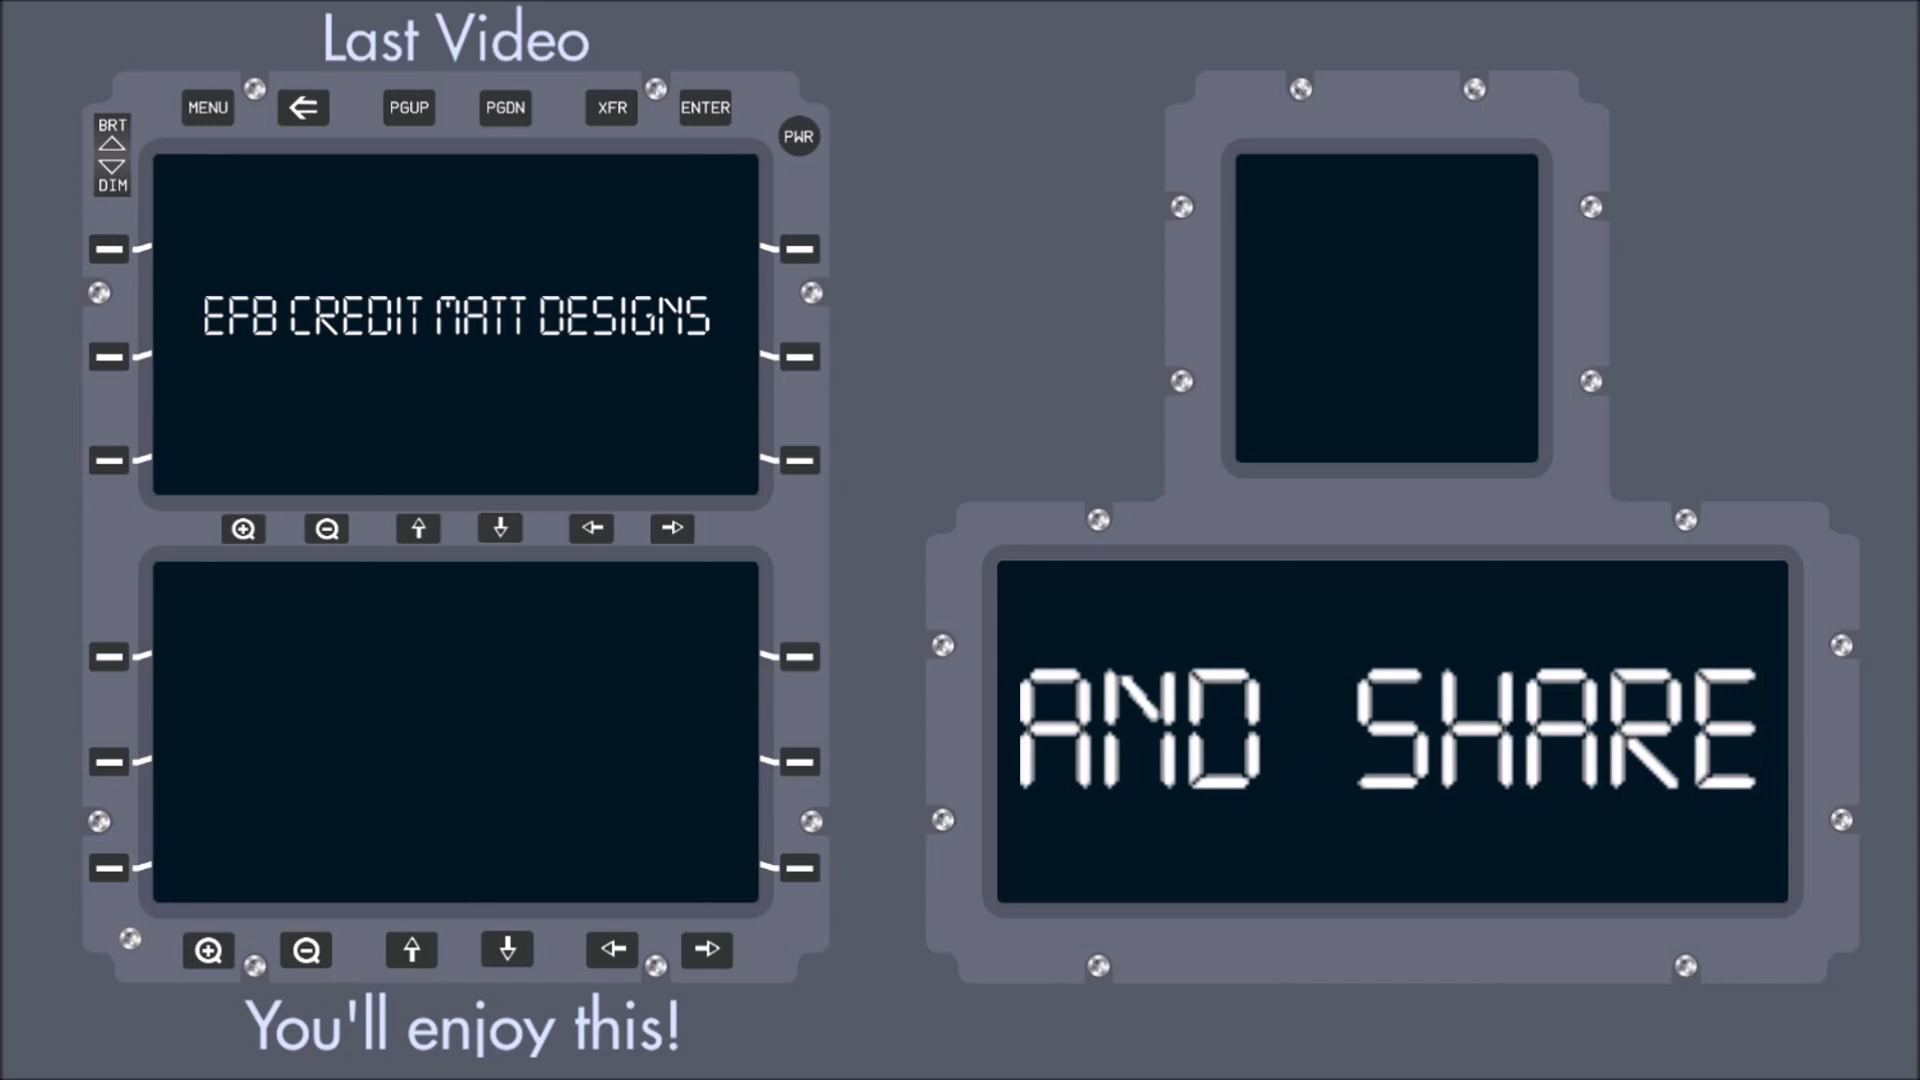 Last Video
MENU PGUP PGDN XFR ENTER
BRT
DIM
PWR
EFB CREDIT MATT DESIGNS
AND SHARE
You'll enjoy this!